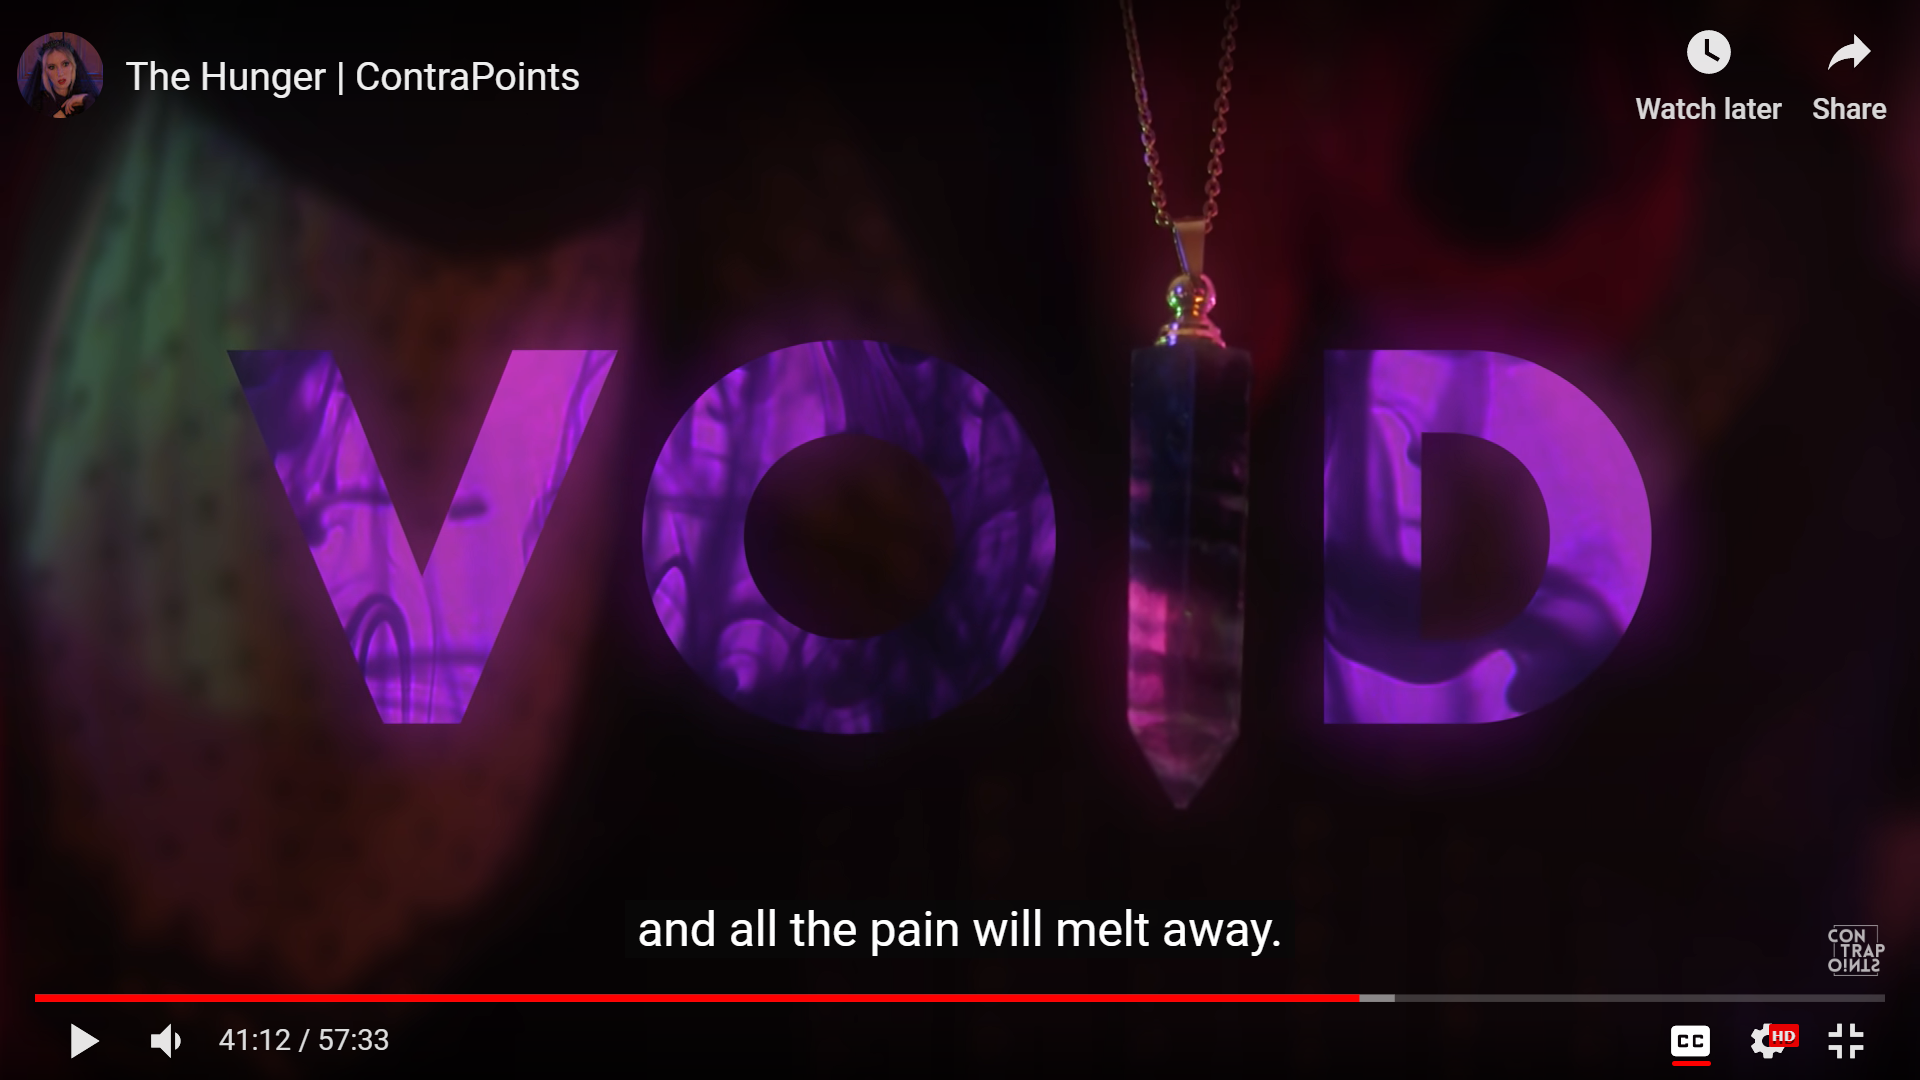 The Hunger | ContraPoints
Watch later
Share
VOID
and all the pain will melt away.
CON
TRAP
OINTS
41:12 / 57:33
CC
HD